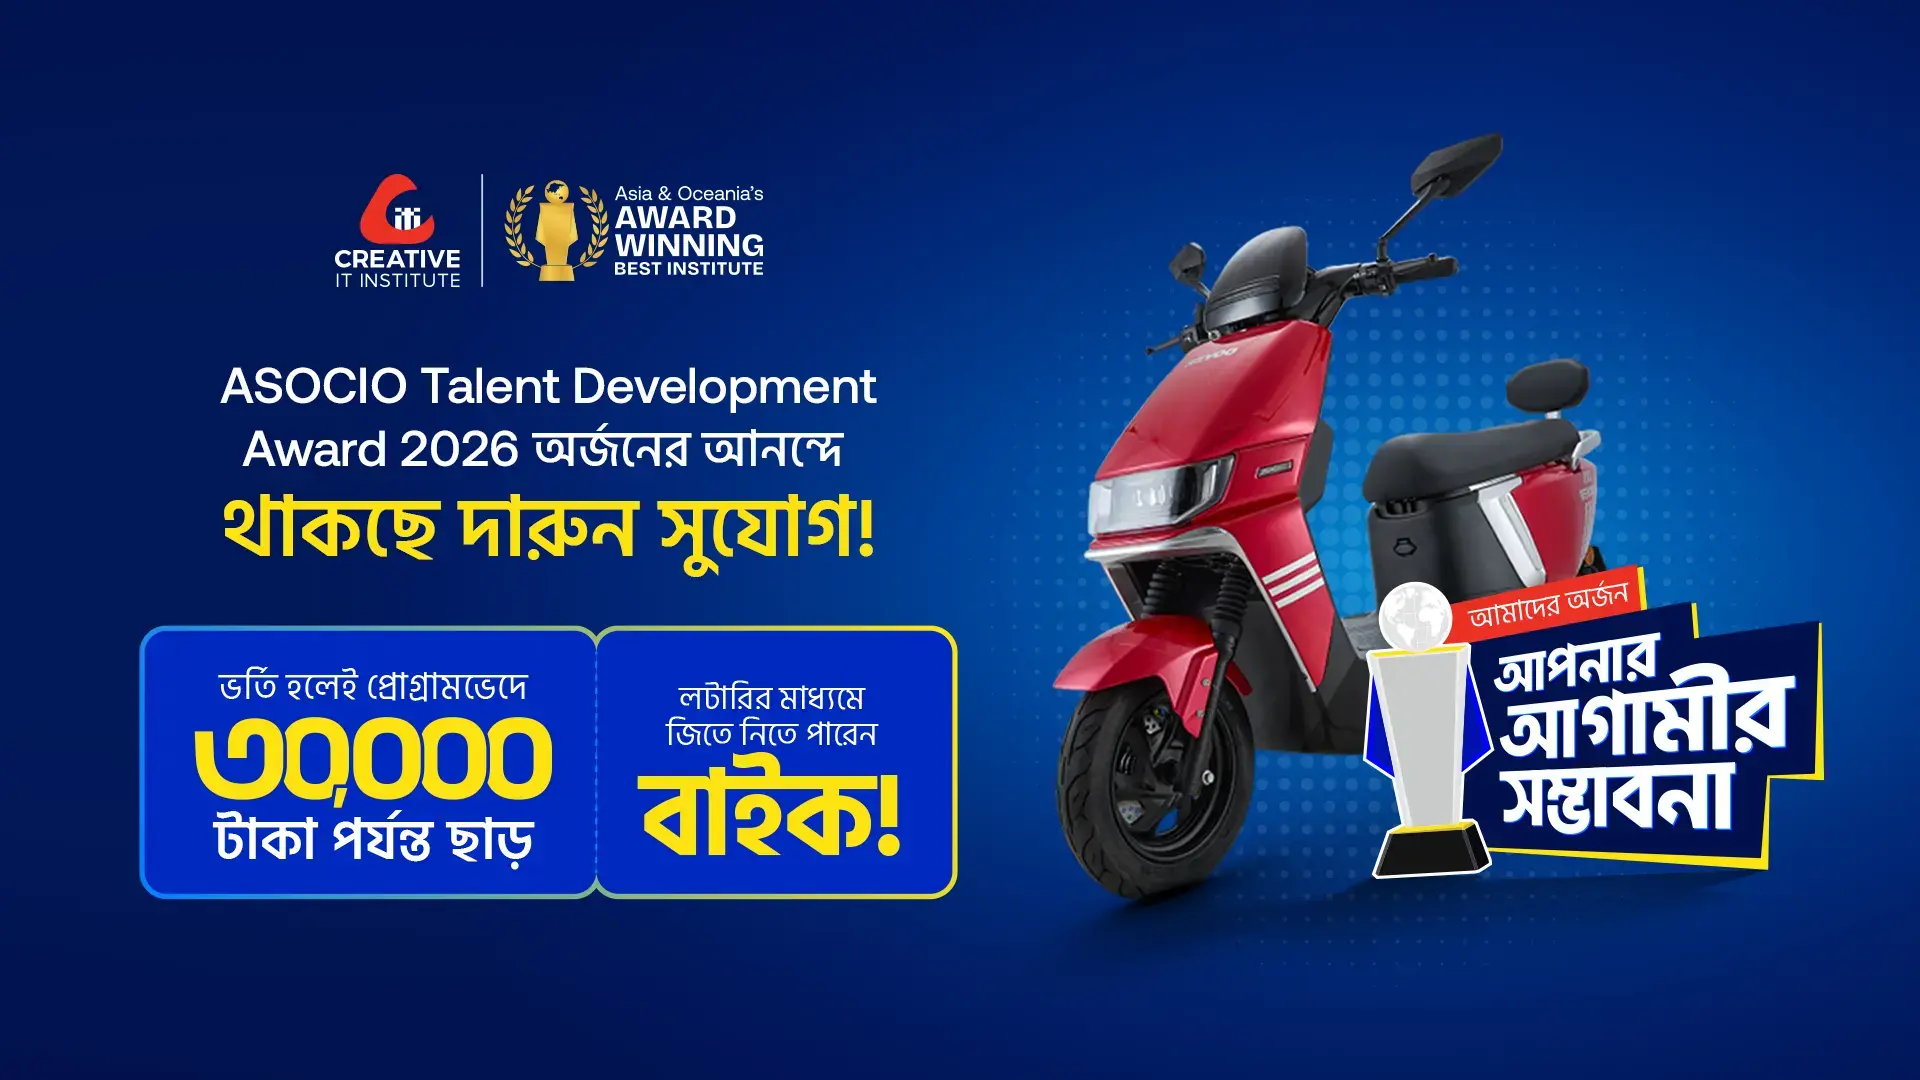 CREATIVE
IT INSTITUTE
Asia & Oceania's
AWARD
WINNING
BEST INSTITUTE
ASOCIO Talent Development
Award 2026 অর্জনের আনন্দে
থাকছে দারুন সুযোগ!
ভর্তি হলেই প্রোগ্রামভেদে
৩০,০০০
টাকা পর্যন্ত ছাড়
লটারির মাধ্যমে
জিতে নিতে পারেন
বাইক!
আমাদের অর্জন
আপনার
আগামীর
সম্ভাবনা